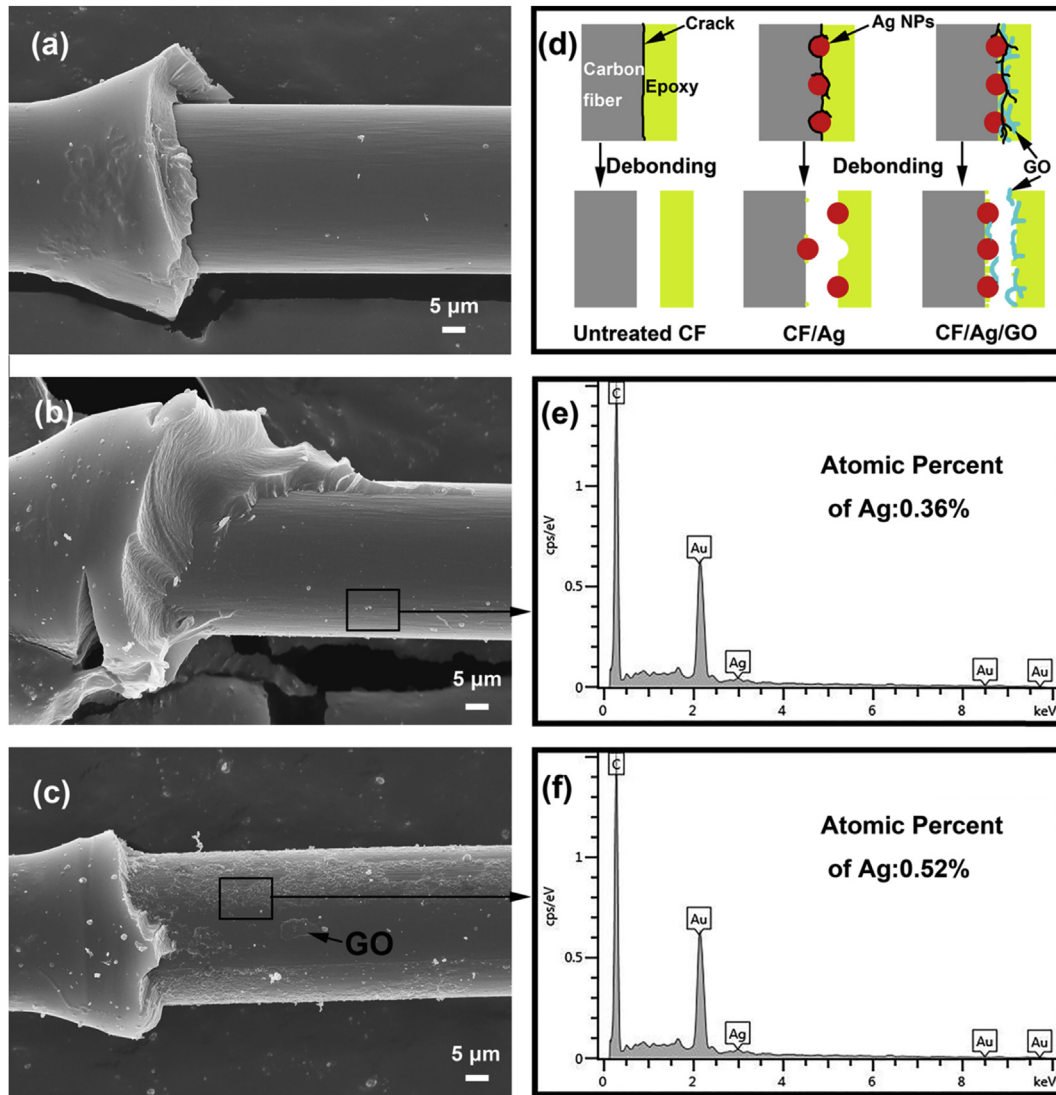 (a)
5 µm
(d)
Crack
Ag NPs
Carbon
fiber
Epoxy
GO
Debonding
Debonding
Untreated CF
CF/Ag
CF/Ag/GO
(b)
5 µm
(e)
C
Atomic Percent
of Ag:0.36%
1
cps/eV
Au
0.5
Ag
Au
Au
0
0
2
4
6
8
keV
(c)
GO
5 µm
(f)
C
Atomic Percent
of Ag:0.52%
1
cps/eV
Au
0.5
Ag
Au
Au
0
0
2
4
6
8
keV